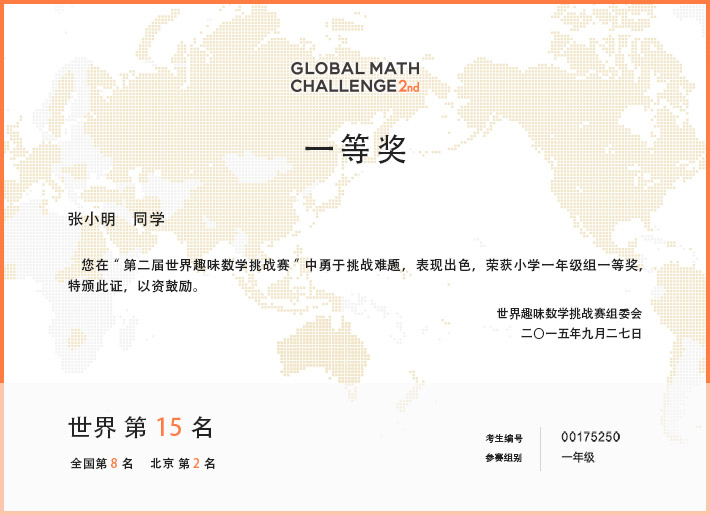 GLOBAL MATH
CHALLENGE 2nd
一等奖
张小明 同学
您在“第二届世界趣味数学挑战赛”中勇于挑战难题，表现出色，荣获小学一年级组一等奖，
特颁此证，以资鼓励。
世界趣味数学挑战赛组委会
二〇一五年九月二七日
世界 第 15 名
全国第 8 名 北京 第 2 名
考生编号 00175250
参赛组别 一年级